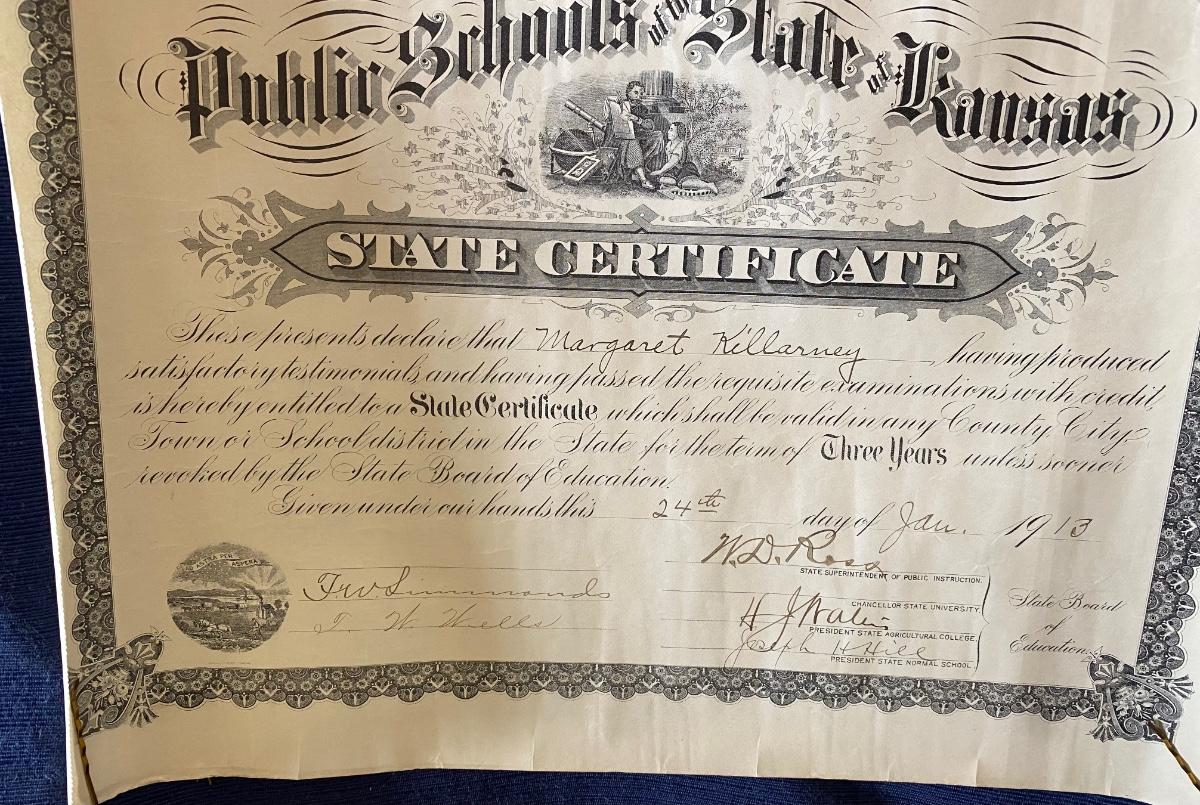 Public Schools of the State of Kansas
STATE CERTIFICATE
These presents declare that Margaret Killarney, having produced
satisfactory testimonials, and having passed the requisite examinations with credit,
is hereby entitled to a State Certificate, which shall be valid in any County, City,
Town or School district in the State for the term of Three Years unless sooner
revoked by the State Board of Education.
Given under our hands this 24th day of Jan. 1913
ASTRA PER ASPERA
W. D. Ross
STATE SUPERINTENDENT OF PUBLIC INSTRUCTION.
Simmonds
CHANCELLOR STATE UNIVERSITY.
T. W. Wells
H J Waters
PRESIDENT STATE AGRICULTURAL COLLEGE.
Joseph H Hill
PRESIDENT STATE NORMAL SCHOOL.
State Board
of
Education.